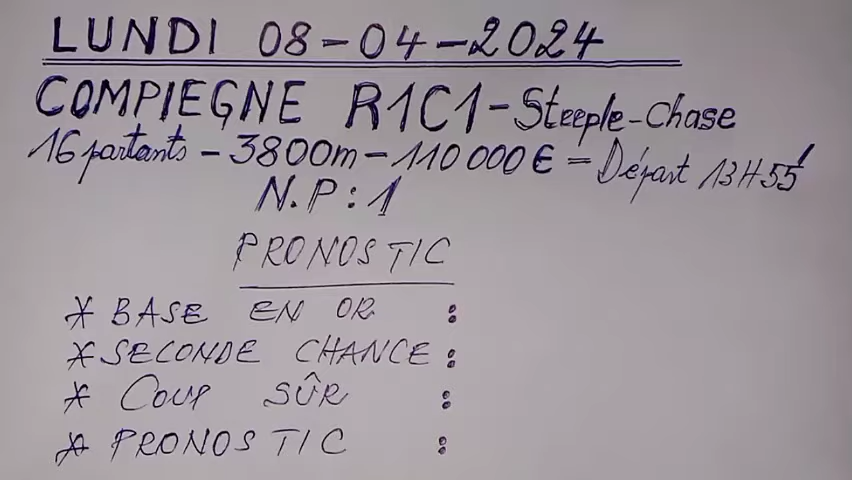 LUNDI 08-04-2024
COMPIEGNE R1C1-Steeple-Chase
16 partants - 3800m - 110 000€ = Départ 13H55'
N.P : 1
PRONOSTIC
* BASE EN OR :
* SECONDE CHANCE :
* COUP SÛR :
* PRONOSTIC :